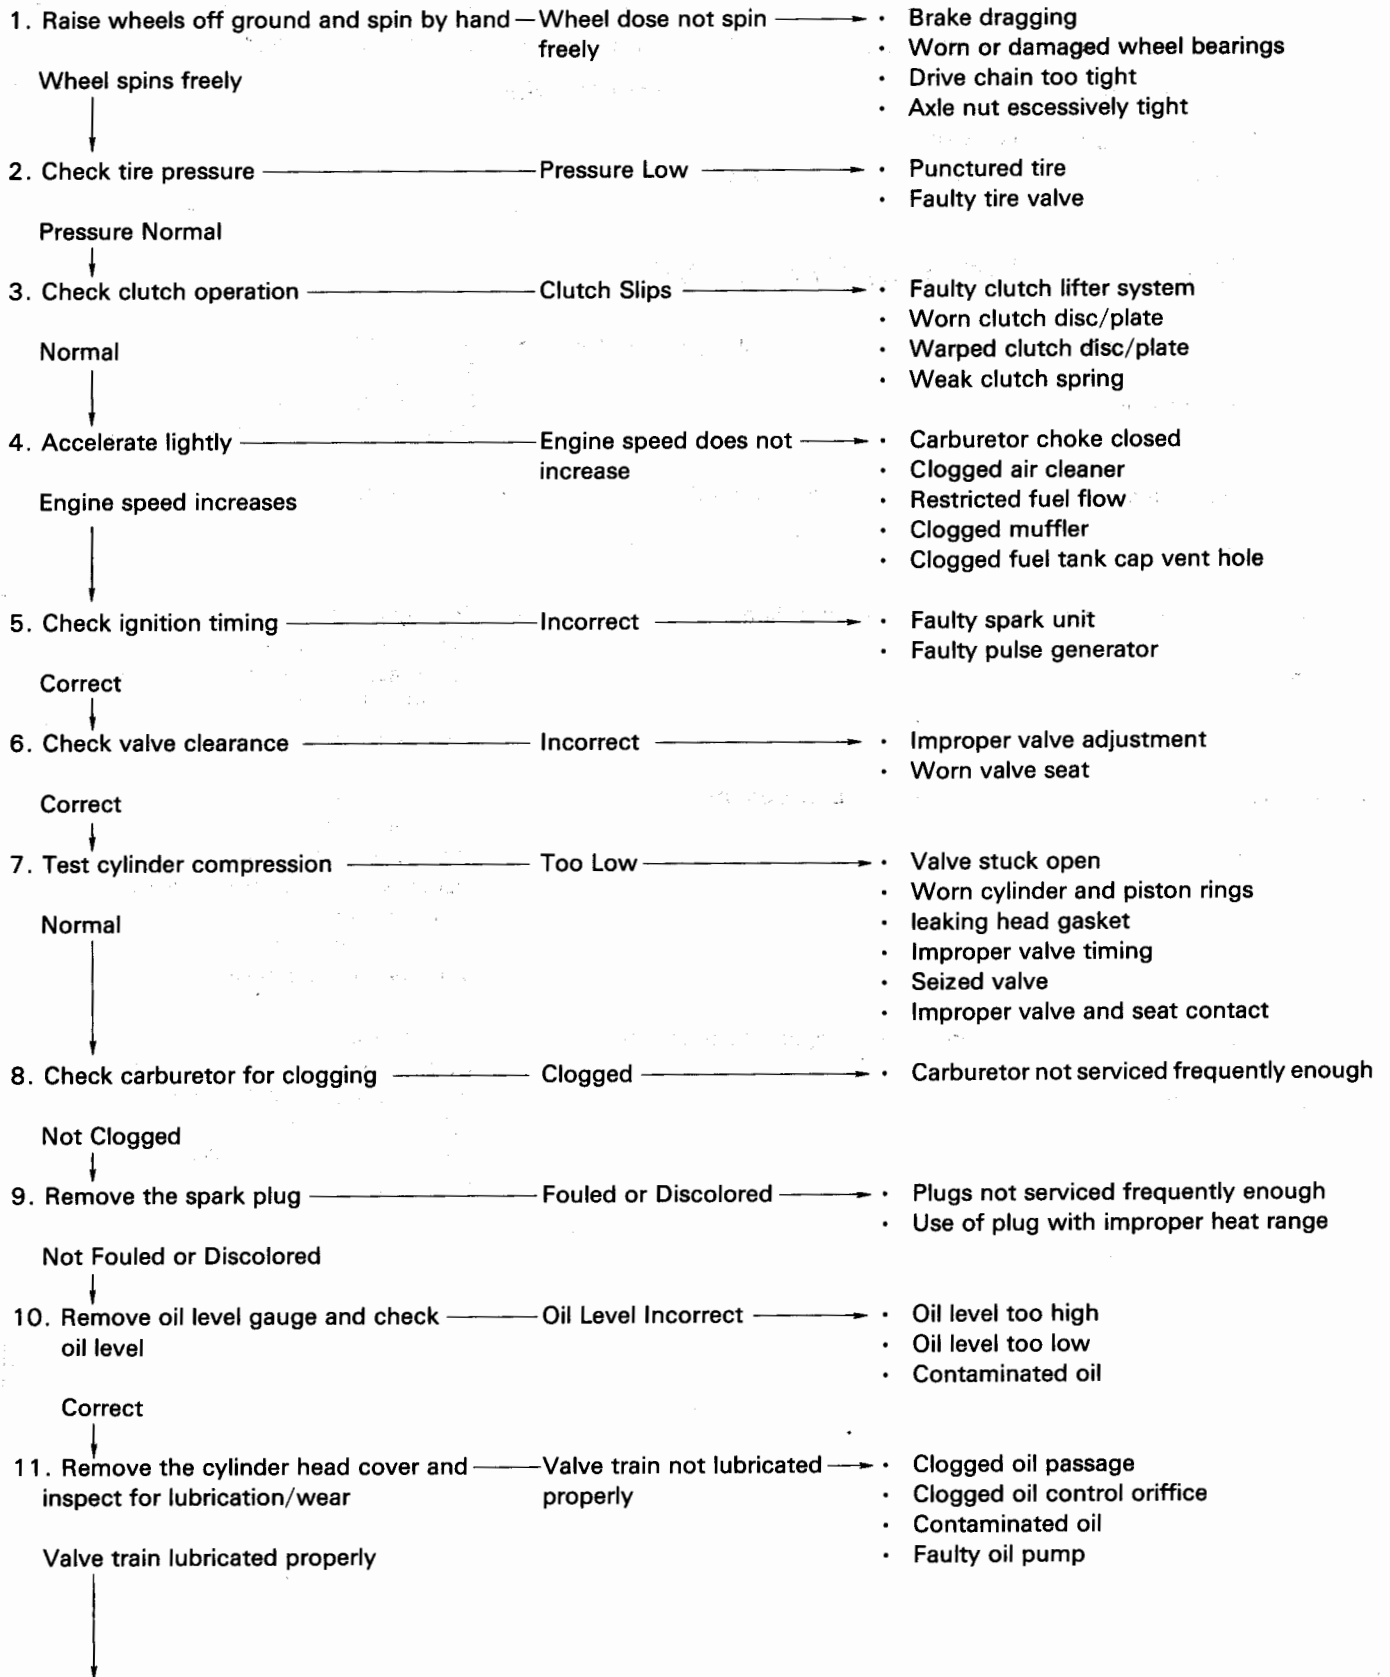 1. Raise wheels off ground and spin by hand Wheel dose not spin freely
· Brake dragging
· Worn or damaged wheel bearings
· Drive chain too tight
· Axle nut escessively tight
Wheel spins freely
2. Check tire pressure Pressure Low
· Punctured tire
· Faulty tire valve
Pressure Normal
3. Check clutch operation Clutch Slips
· Faulty clutch lifter system
· Worn clutch disc/plate
· Warped clutch disc/plate
· Weak clutch spring
Normal
4. Accelerate lightly Engine speed does not increase
· Carburetor choke closed
· Clogged air cleaner
· Restricted fuel flow
· Clogged muffler
· Clogged fuel tank cap vent hole
Engine speed increases
5. Check ignition timing Incorrect
· Faulty spark unit
· Faulty pulse generator
Correct
6. Check valve clearance Incorrect
· Improper valve adjustment
· Worn valve seat
Correct
7. Test cylinder compression Too Low
· Valve stuck open
· Worn cylinder and piston rings
· leaking head gasket
· Improper valve timing
· Seized valve
· Improper valve and seat contact
Normal
8. Check carburetor for clogging Clogged
· Carburetor not serviced frequently enough
Not Clogged
9. Remove the spark plug Fouled or Discolored
· Plugs not serviced frequently enough
· Use of plug with improper heat range
Not Fouled or Discolored
10. Remove oil level gauge and check oil level Oil Level Incorrect
· Oil level too high
· Oil level too low
· Contaminated oil
Correct
11. Remove the cylinder head cover and inspect for lubrication/wear Valve train not lubricated properly
· Clogged oil passage
· Clogged oil control oriffice
· Contaminated oil
· Faulty oil pump
Valve train lubricated properly